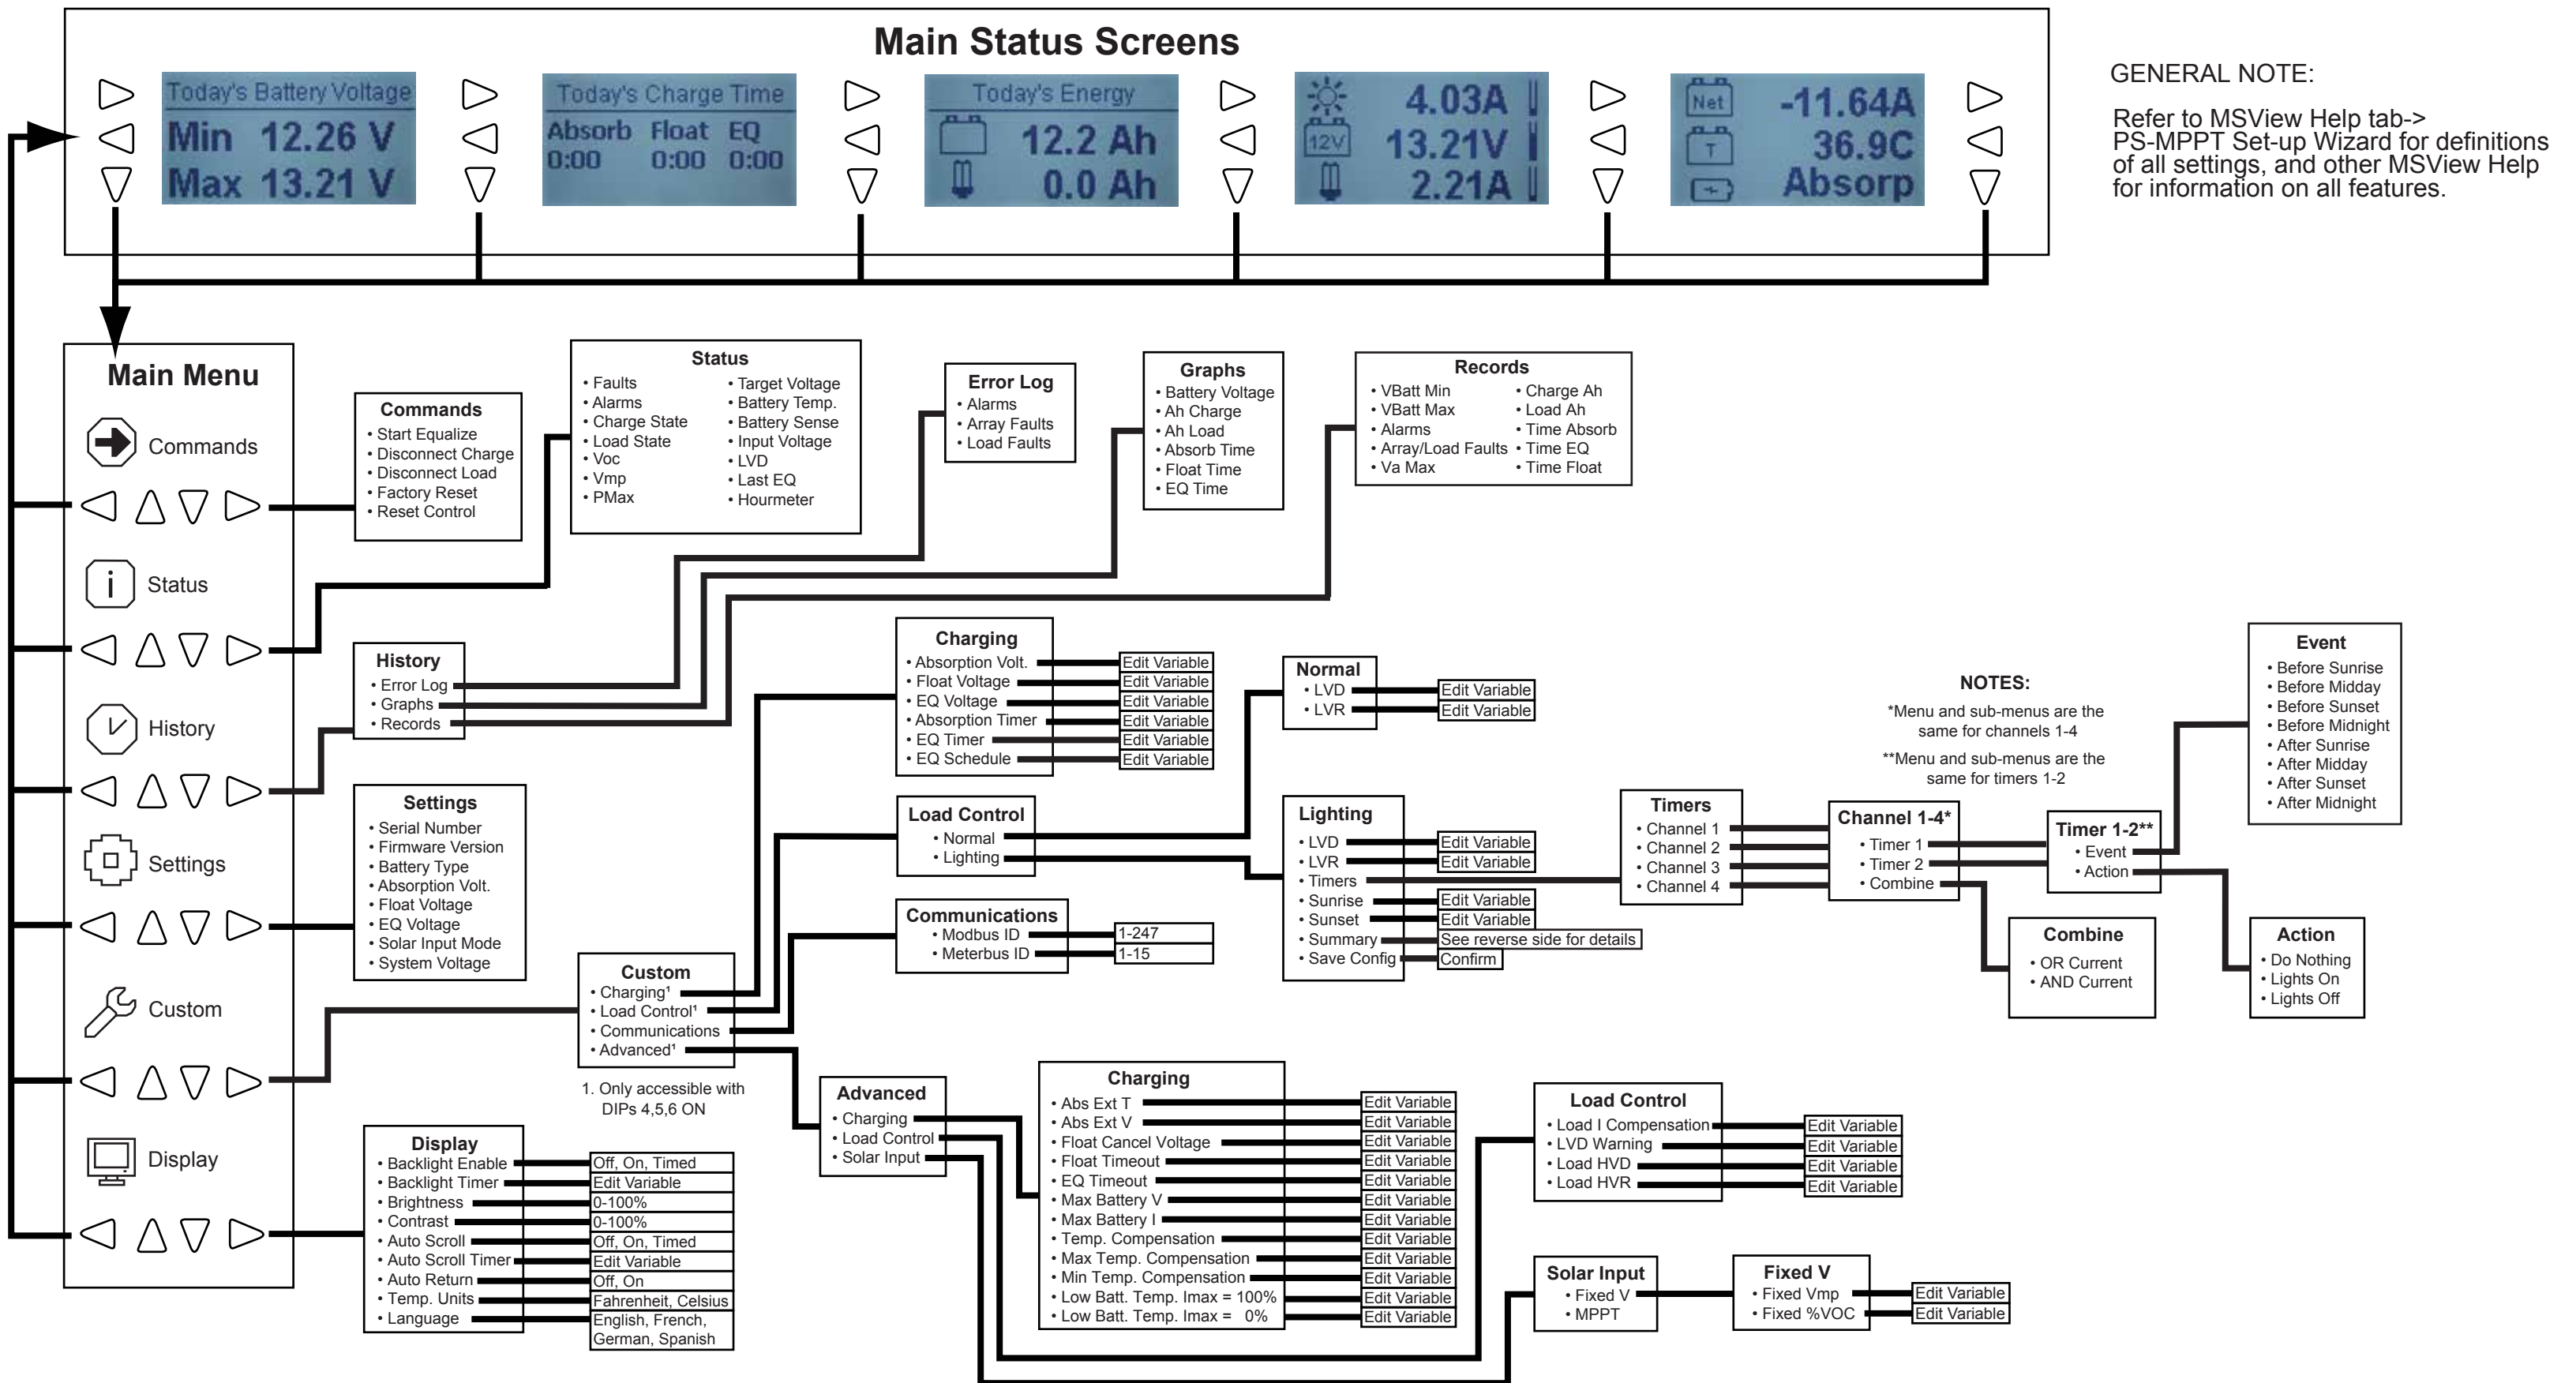 Main Status Screens
Today's Battery Voltage
Min 12.26 V
Max 13.21 V
Today's Charge Time
Absorb Float EQ
0:00 0:00 0:00
Today's Energy
12.2 Ah
0.0 Ah
4.03A
12V 13.21V
2.21A
Net -11.64A
T 36.9C
Absorp
GENERAL NOTE:
Refer to MSView Help tab->
PS-MPPT Set-up Wizard for definitions
of all settings, and other MSView Help
for information on all features.
Main Menu
Commands
i Status
History
Settings
Custom
Display
Commands
• Start Equalize
• Disconnect Charge
• Disconnect Load
• Factory Reset
• Reset Control
Status
• Faults
• Alarms
• Charge State
• Load State
• Voc
• Vmp
• PMax
• Target Voltage
• Battery Temp.
• Battery Sense
• Input Voltage
• LVD
• Last EQ
• Hourmeter
Error Log
• Alarms
• Array Faults
• Load Faults
Graphs
• Battery Voltage
• Ah Charge
• Ah Load
• Absorb Time
• Float Time
• EQ Time
Records
• VBatt Min
• VBatt Max
• Alarms
• Array/Load Faults
• Va Max
• Charge Ah
• Load Ah
• Time Absorb
• Time EQ
• Time Float
History
• Error Log
• Graphs
• Records
Settings
• Serial Number
• Firmware Version
• Battery Type
• Absorption Volt.
• Float Voltage
• EQ Voltage
• Solar Input Mode
• System Voltage
Custom
• Charging¹
• Load Control¹
• Communications
• Advanced¹
1. Only accessible with
DIPs 4,5,6 ON
Display
• Backlight Enable Off, On, Timed
• Backlight Timer Edit Variable
• Brightness 0-100%
• Contrast 0-100%
• Auto Scroll Off, On, Timed
• Auto Scroll Timer Edit Variable
• Auto Return Off, On
• Temp. Units Fahrenheit, Celsius
• Language English, French,
German, Spanish
Charging
• Absorption Volt. Edit Variable
• Float Voltage Edit Variable
• EQ Voltage Edit Variable
• Absorption Timer Edit Variable
• EQ Timer Edit Variable
• EQ Schedule Edit Variable
Load Control
• Normal
• Lighting
Communications
• Modbus ID 1-247
• Meterbus ID 1-15
Normal
• LVD Edit Variable
• LVR Edit Variable
Lighting
• LVD Edit Variable
• LVR Edit Variable
• Timers
• Sunrise Edit Variable
• Sunset Edit Variable
• Summary See reverse side for details
• Save Config Confirm
Timers
• Channel 1
• Channel 2
• Channel 3
• Channel 4
NOTES:
*Menu and sub-menus are the
same for channels 1-4
**Menu and sub-menus are the
same for timers 1-2
Channel 1-4*
• Timer 1
• Timer 2
• Combine
Timer 1-2**
• Event
• Action
Event
• Before Sunrise
• Before Midday
• Before Sunset
• Before Midnight
• After Sunrise
• After Midday
• After Sunset
• After Midnight
Combine
• OR Current
• AND Current
Action
• Do Nothing
• Lights On
• Lights Off
Advanced
• Charging
• Load Control
• Solar Input
Charging
• Abs Ext T Edit Variable
• Abs Ext V Edit Variable
• Float Cancel Voltage Edit Variable
• Float Timeout Edit Variable
• EQ Timeout Edit Variable
• Max Battery V Edit Variable
• Max Battery I Edit Variable
• Temp. Compensation Edit Variable
• Max Temp. Compensation Edit Variable
• Min Temp. Compensation Edit Variable
• Low Batt. Temp. Imax = 100% Edit Variable
• Low Batt. Temp. Imax = 0% Edit Variable
Load Control
• Load I Compensation Edit Variable
• LVD Warning Edit Variable
• Load HVD Edit Variable
• Load HVR Edit Variable
Solar Input
• Fixed V
• MPPT
Fixed V
• Fixed Vmp Edit Variable
• Fixed %VOC Edit Variable